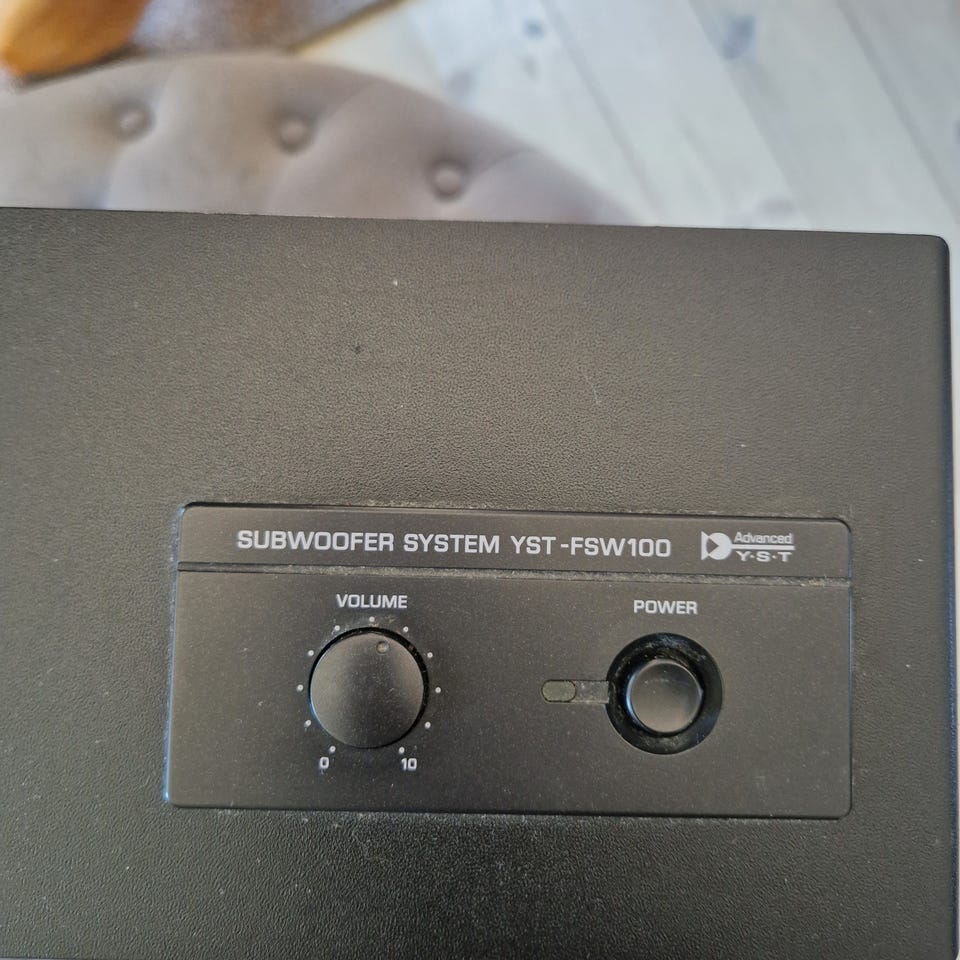 SUBWOOFER SYSTEM YST-FSW100
Advanced
Y·S·T
VOLUME
POWER
0
10